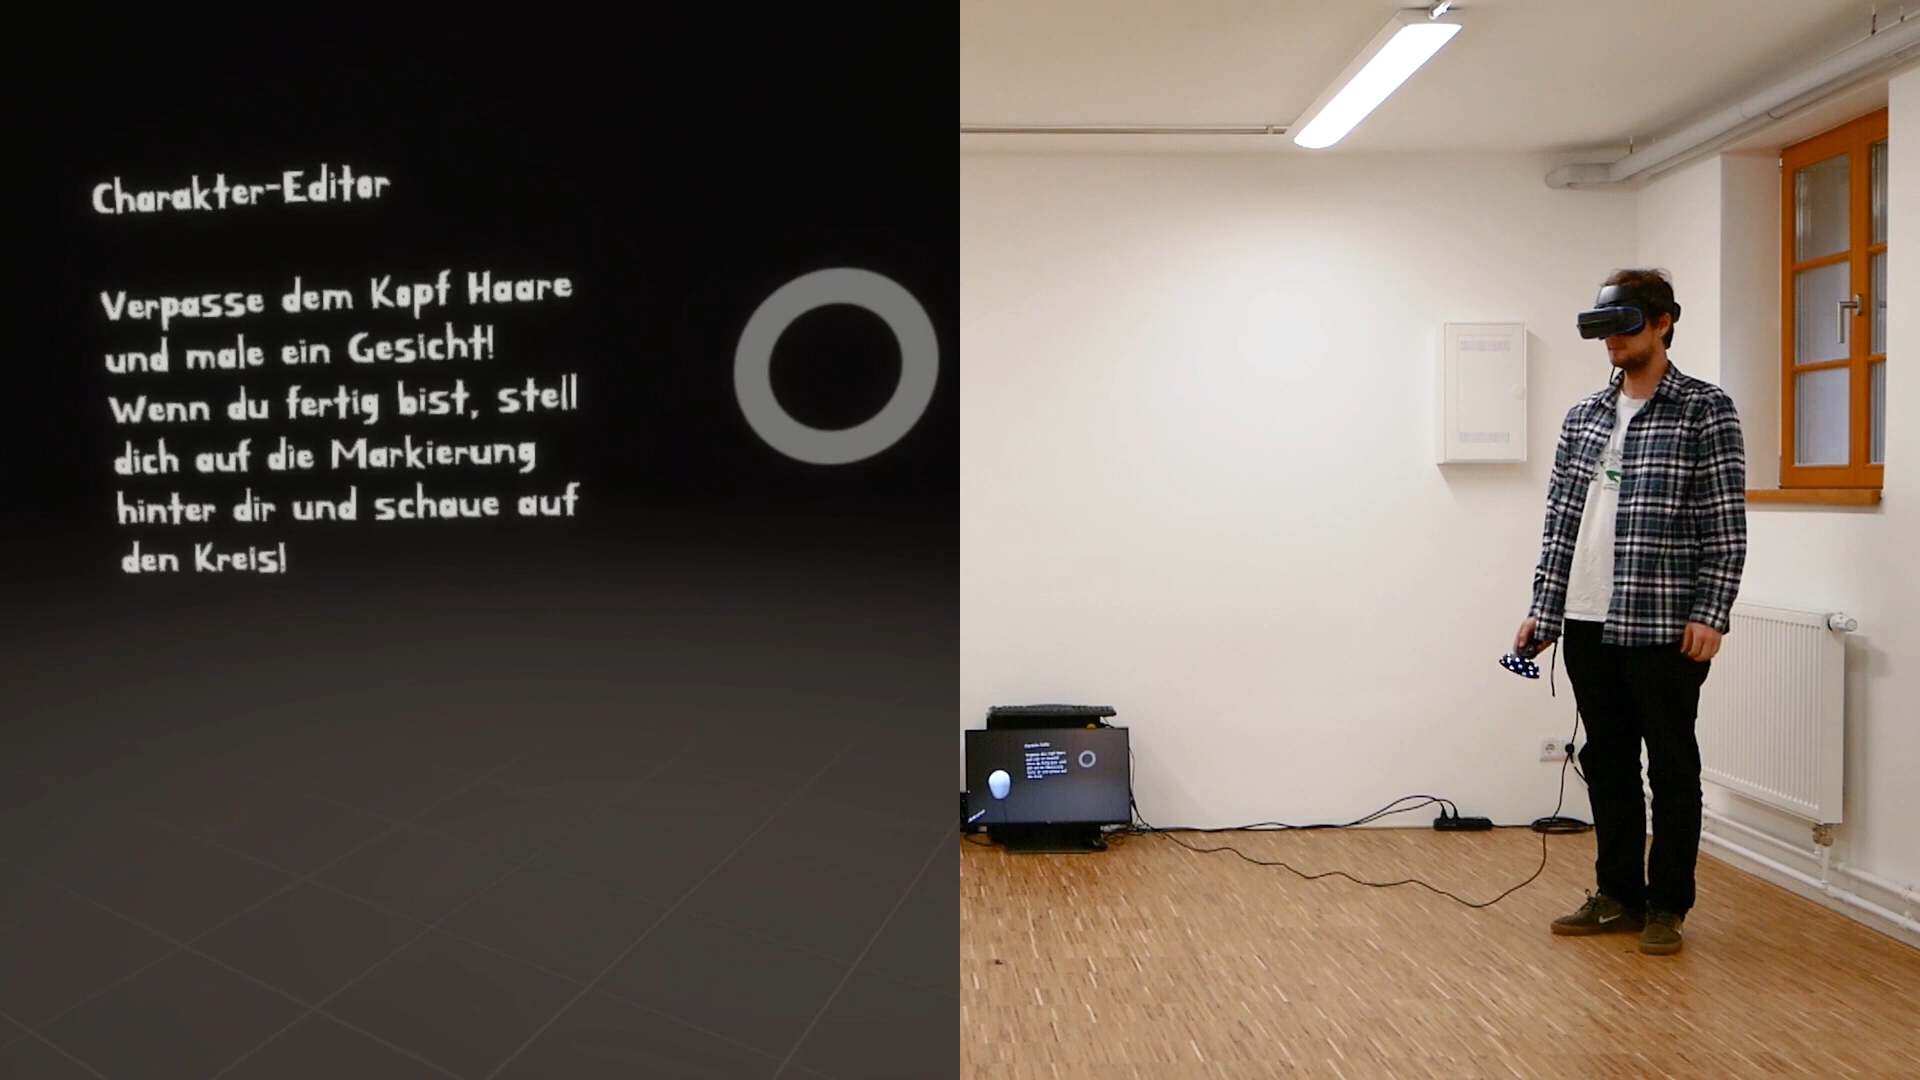 Charakter-Editor
Verpasse dem Kopf Haare
und male ein Gesicht!
Wenn du fertig bist, stell
dich auf die Markierung
hinter dir und schaue auf
den Kreis!